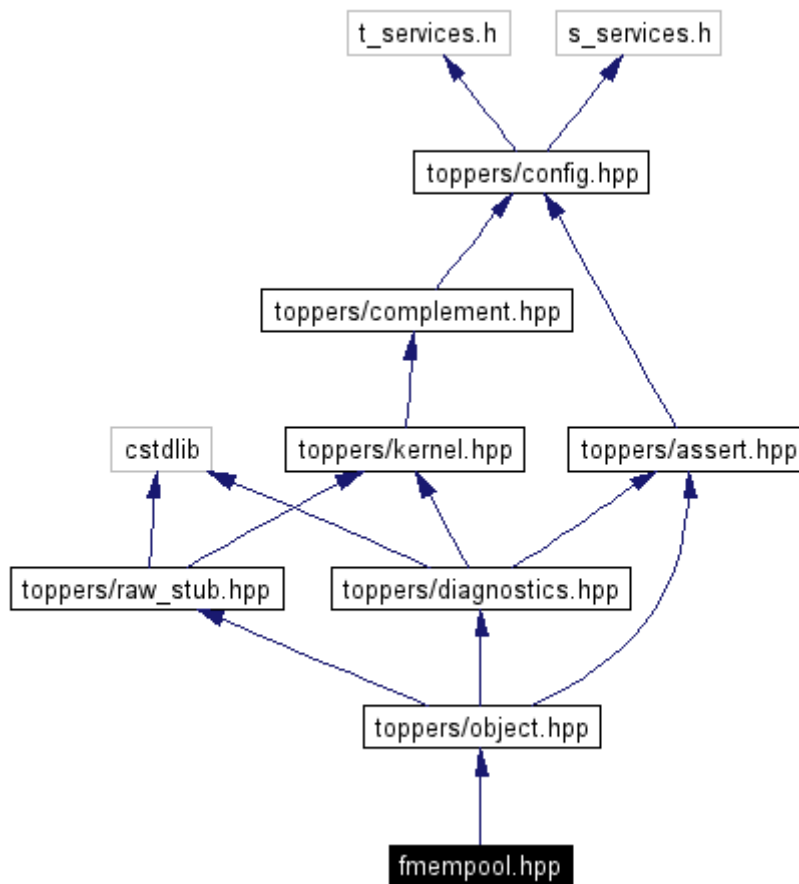 t_services.h
s_services.h
toppers/config.hpp
toppers/complement.hpp
cstdlib
toppers/kernel.hpp
toppers/assert.hpp
toppers/raw_stub.hpp
toppers/diagnostics.hpp
toppers/object.hpp
fmempool.hpp